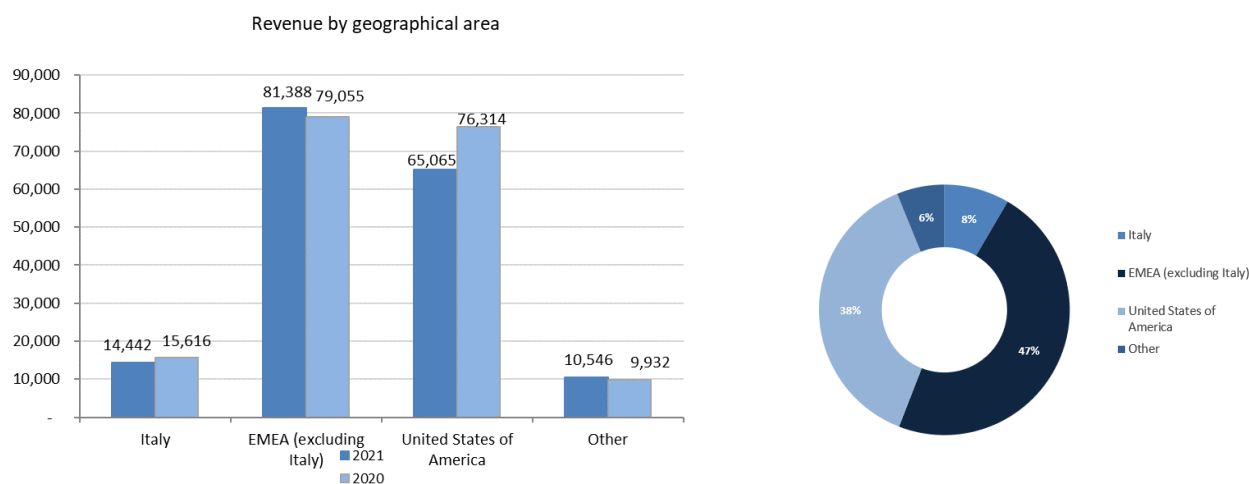 Revenue by geographical area
90,000
80,000
70,000
60,000
50,000
40,000
30,000
20,000
10,000
-
81,388
79,055
76,314
65,065
14,442
15,616
10,546
9,932
Italy
EMEA (excluding
Italy)
United States of
America
Other
2021
2020
6%
8%
38%
47%
Italy
EMEA (excluding Italy)
United States of
America
Other